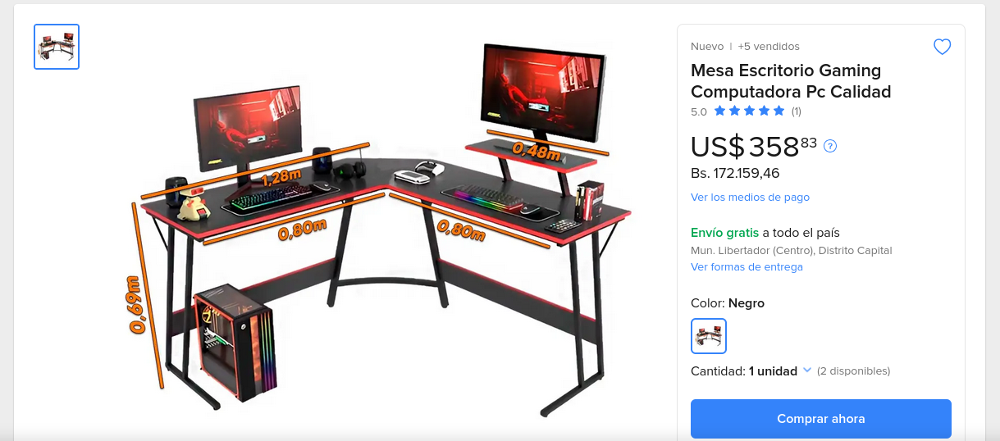 Nuevo | +5 vendidos
Mesa Escritorio Gaming
Computadora Pc Calidad
5.0 (1)
US$ 358 83
Bs. 172.159,46
Ver los medios de pago
Envío gratis a todo el país
Mun. Libertador (Centro), Distrito Capital
Ver formas de entrega
Color: Negro
Cantidad: 1 unidad (2 disponibles)
Comprar ahora
0,48m
1,28m
0,80m
0,80m
0,69m